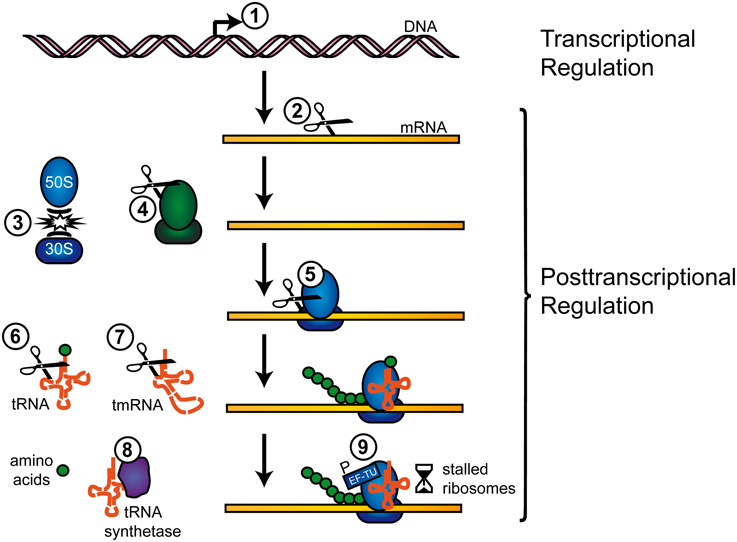 1
DNA
Transcriptional
Regulation
2
mRNA
50S
3
30S
4
5
Posttranscriptional
Regulation
6
7
tRNA
tmRNA
8
9
amino
acids
P
EF-TU
stalled
ribosomes
tRNA
synthetase